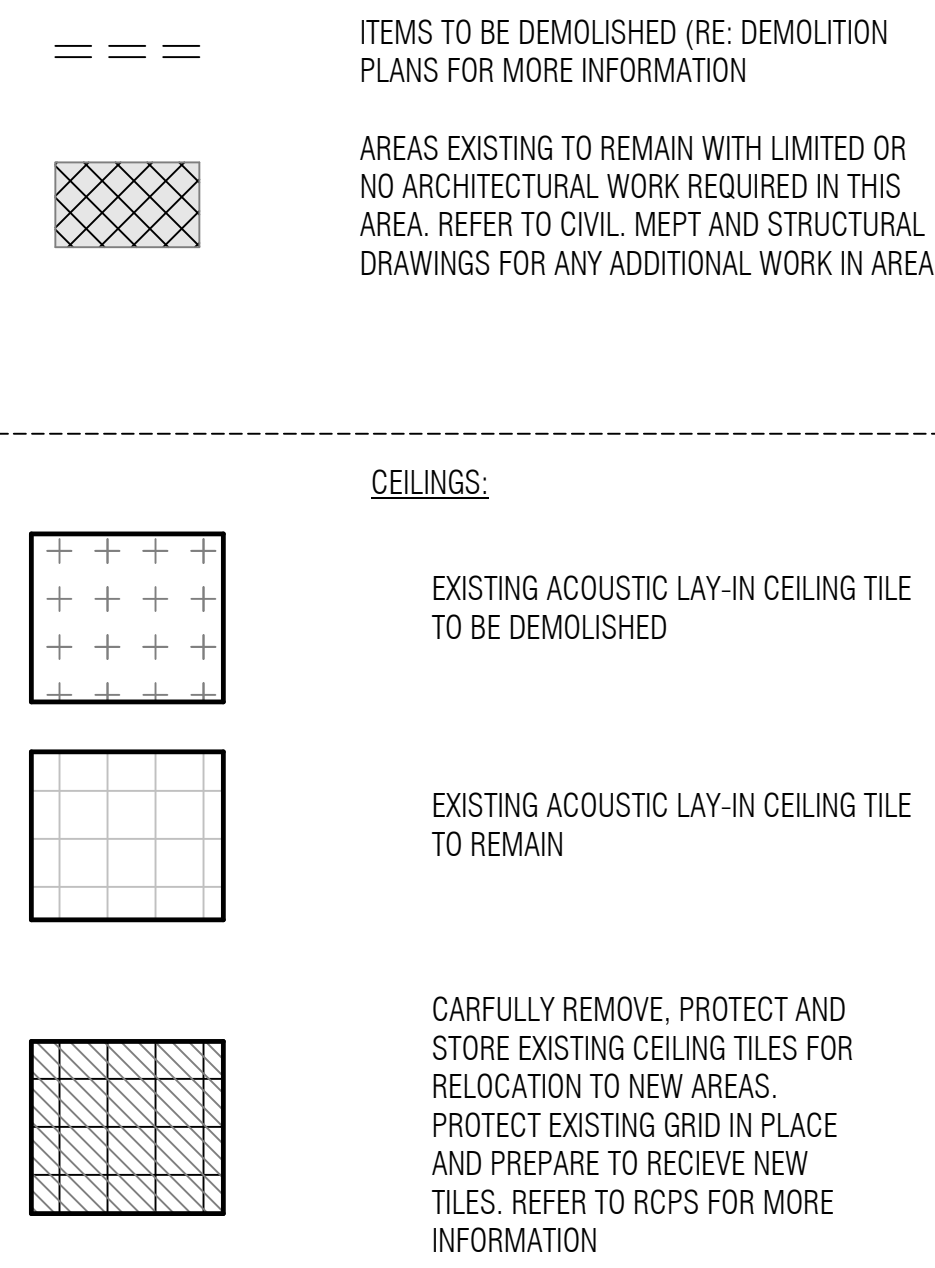 ITEMS TO BE DEMOLISHED (RE: DEMOLITION
PLANS FOR MORE INFORMATION
AREAS EXISTING TO REMAIN WITH LIMITED OR
NO ARCHITECTURAL WORK REQUIRED IN THIS
AREA. REFER TO CIVIL. MEPT AND STRUCTURAL
DRAWINGS FOR ANY ADDITIONAL WORK IN AREA
CEILINGS:
EXISTING ACOUSTIC LAY-IN CEILING TILE
TO BE DEMOLISHED
EXISTING ACOUSTIC LAY-IN CEILING TILE
TO REMAIN
CARFULLY REMOVE, PROTECT AND
STORE EXISTING CEILING TILES FOR
RELOCATION TO NEW AREAS.
PROTECT EXISTING GRID IN PLACE
AND PREPARE TO RECIEVE NEW
TILES. REFER TO RCPS FOR MORE
INFORMATION